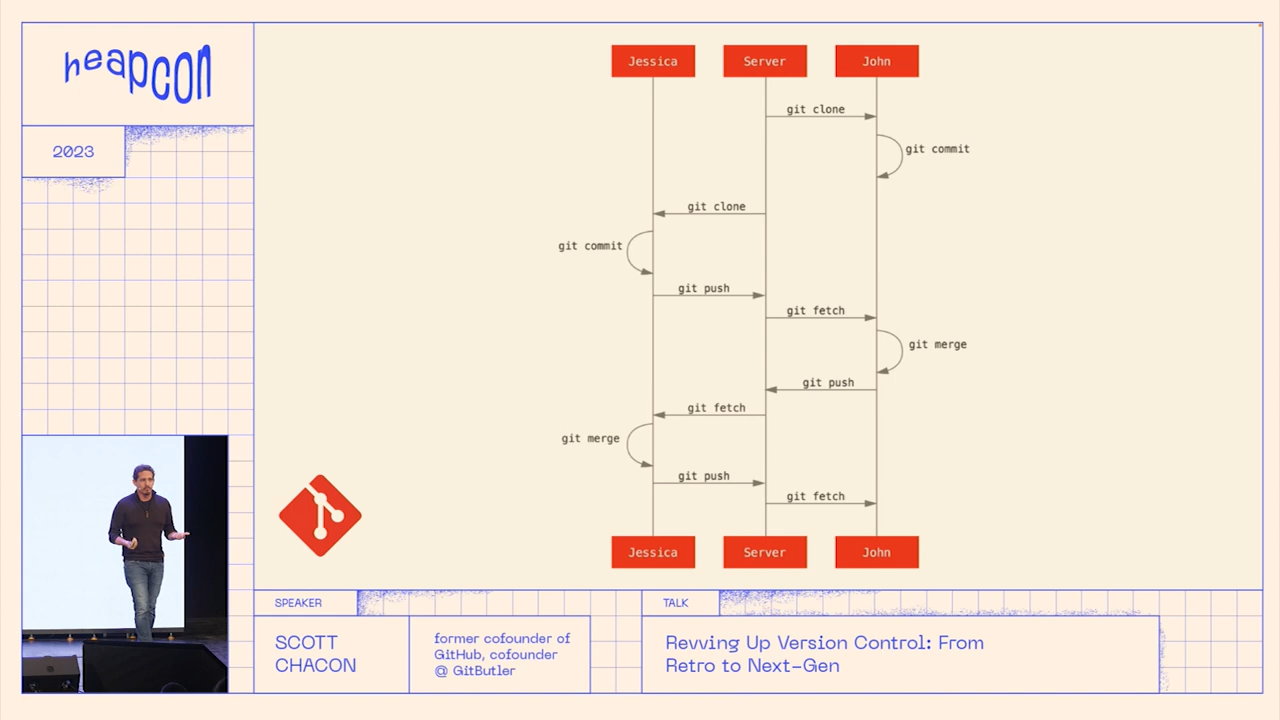 heapcon
2023
Jessica
Server
John
git clone
git commit
git clone
git commit
git push
git fetch
git merge
git push
git fetch
git merge
git push
git fetch
Jessica
Server
John
SPEAKER
SCOTT
CHACON
former cofounder of
GitHub, cofounder
@ GitButler
TALK
Revving Up Version Control: From
Retro to Next-Gen